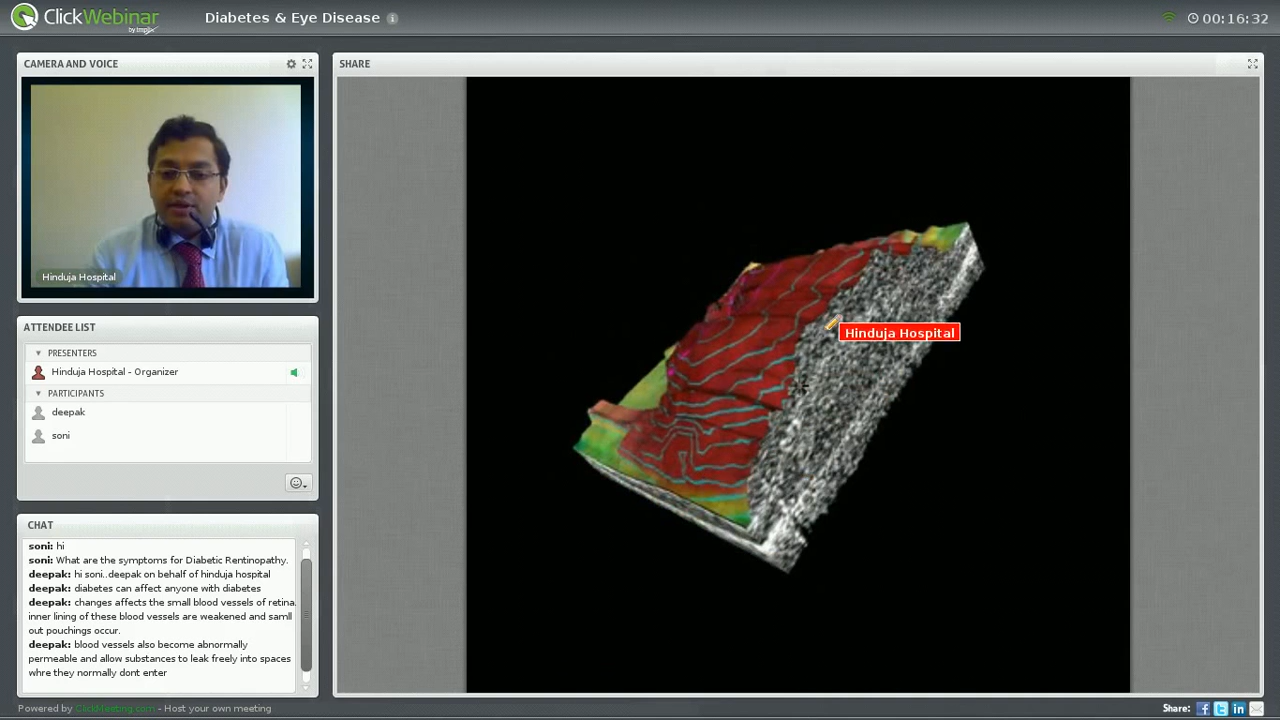 ClickWebinar
by Implix
Diabetes & Eye Disease
00:16:32
CAMERA AND VOICE
Hinduja Hospital
ATTENDEE LIST
PRESENTERS
Hinduja Hospital - Organizer
PARTICIPANTS
deepak
soni
CHAT
soni: hi
soni: What are the symptoms for Diabetic Rentinopathy.
deepak: hi soni..deepak on behalf of hinduja hospital
deepak: diabetes can affect anyone with diabetes
deepak: changes affects the small blood vessels of retina.
inner lining of these blood vessels are weakened and samll
out pouchings occur.
deepak: blood vessels also become abnormally
permeable and allow substances to leak freely into spaces
whre they normally dont enter
SHARE
Hinduja Hospital
Powered by ClickMeeting.com - Host your own meeting
Share: